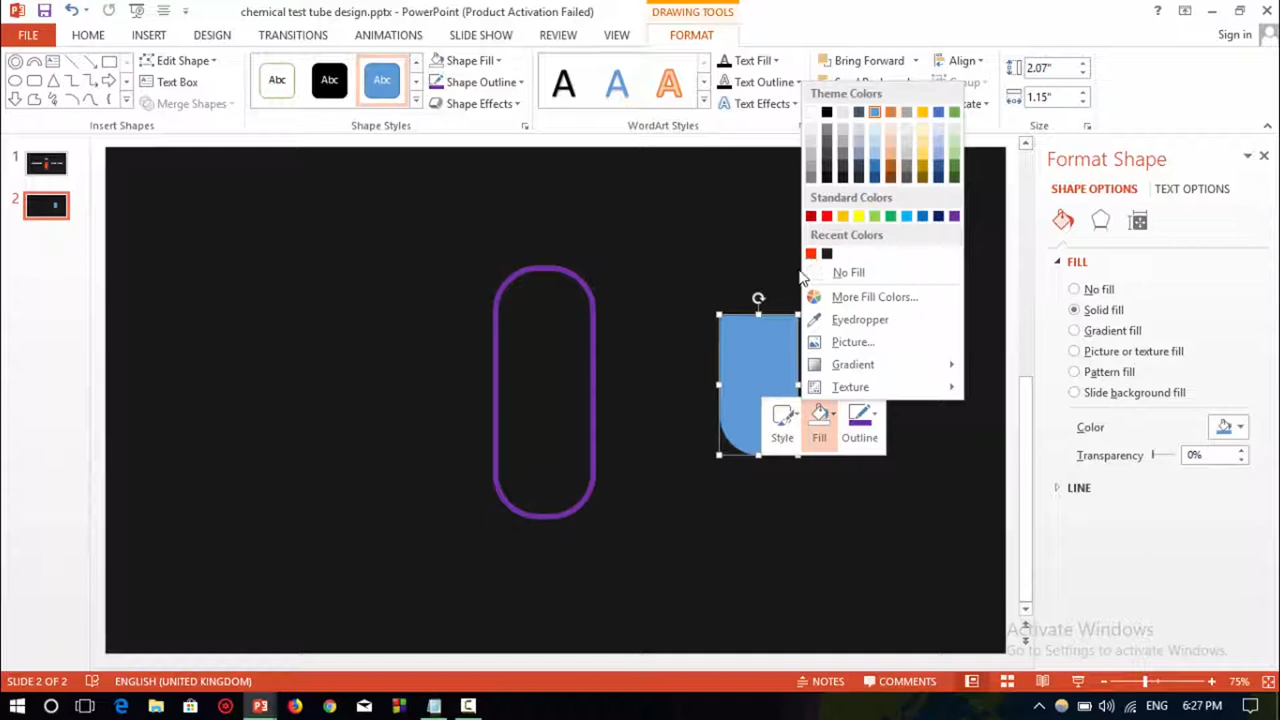 chemical test tube design.pptx - PowerPoint (Product Activation Failed)
DRAWING TOOLS
?
FILE
HOME
INSERT
DESIGN
TRANSITIONS
ANIMATIONS
SLIDE SHOW
REVIEW
VIEW
FORMAT
Sign in
Edit Shape
Text Box
Merge Shapes
Insert Shapes
Abc
Abc
Abc
Shape Fill
Shape Outline
Shape Effects
Shape Styles
A A A
Text Fill
Text Outline
Text Effects
WordArt Styles
Bring Forward
Align
Group
2.07"
1.15"
Size
Theme Colors
Standard Colors
Recent Colors
No Fill
More Fill Colors...
Eyedropper
Picture...
Gradient
Texture
Style
Fill
Outline
1
2
Format Shape
SHAPE OPTIONS
TEXT OPTIONS
FILL
No fill
Solid fill
Gradient fill
Picture or texture fill
Pattern fill
Slide background fill
Color
Transparency
0%
LINE
Activate Windows
Go to Settings to activate Windows.
SLIDE 2 OF 2
ENGLISH (UNITED KINGDOM)
NOTES
COMMENTS
75%
ENG
6:27 PM